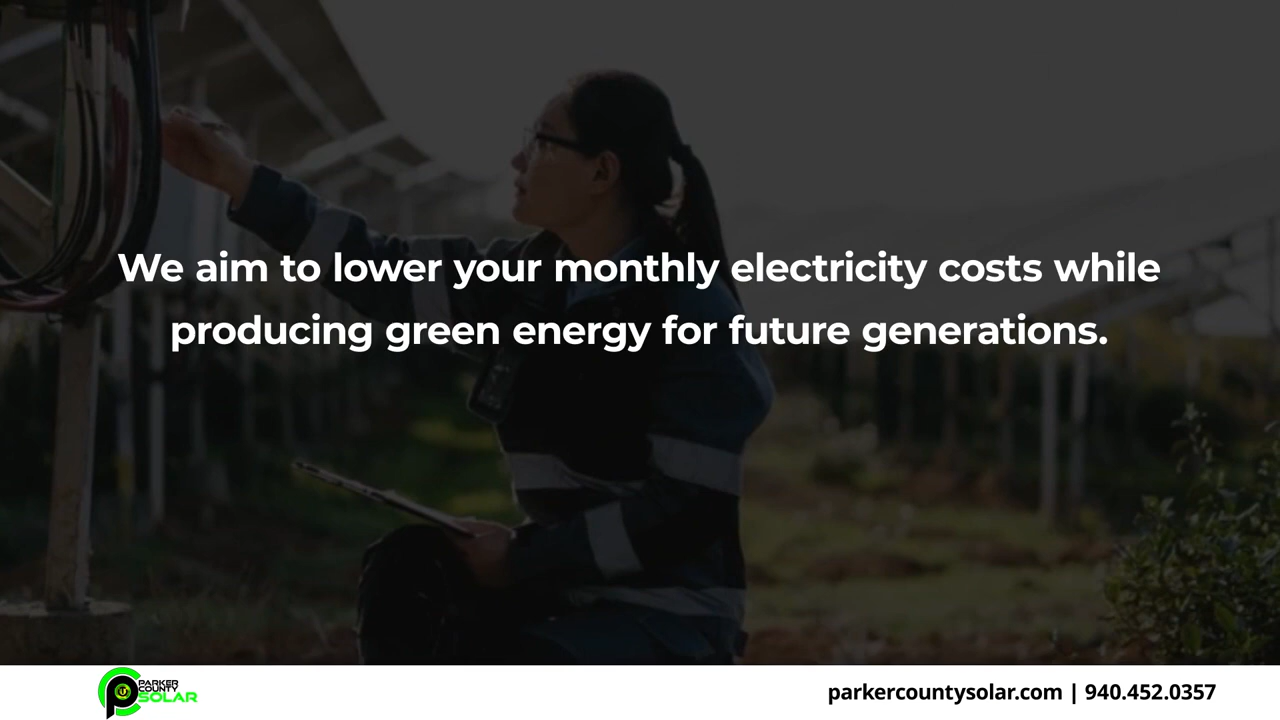 We aim to lower your monthly electricity costs while
producing green energy for future generations.
PARKER
COUNTY
SOLAR
parkercountysolar.com | 940.452.0357